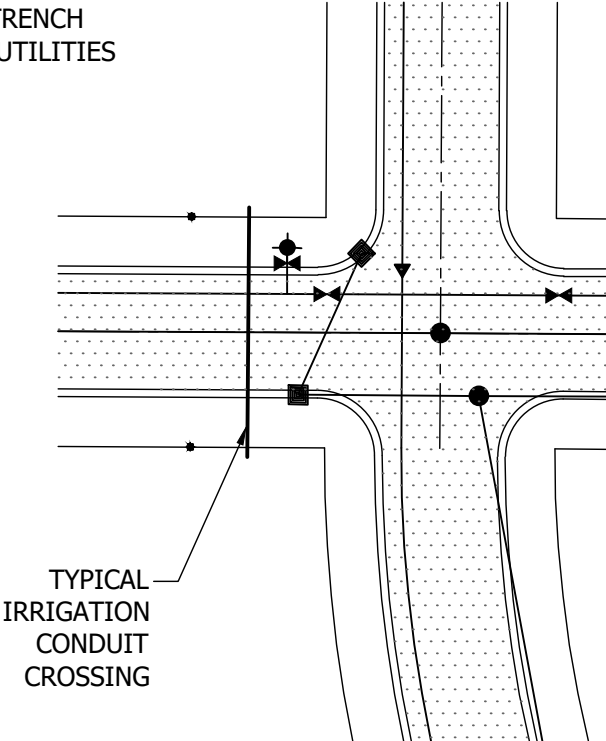 TRENCH
UTILITIES
TYPICAL
IRRIGATION
CONDUIT
CROSSING